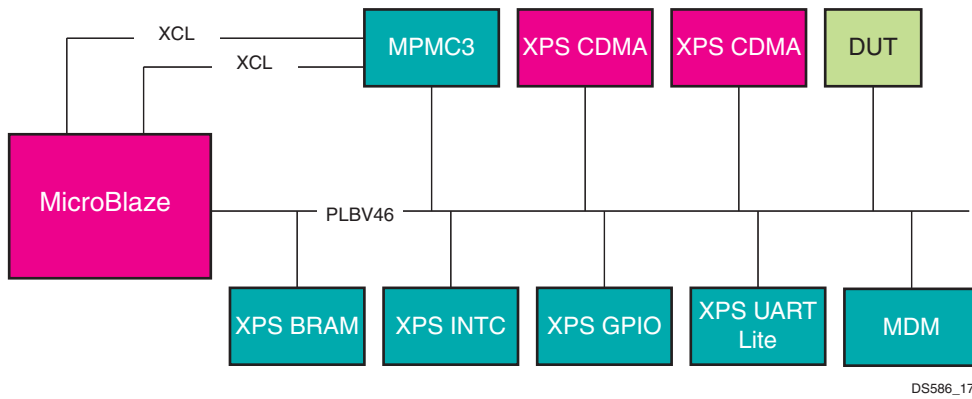 XCL
MPMC3
XPS CDMA
XPS CDMA
DUT
XCL
MicroBlaze
PLBV46
XPS BRAM
XPS INTC
XPS GPIO
XPS UART
Lite
MDM
DS586_17